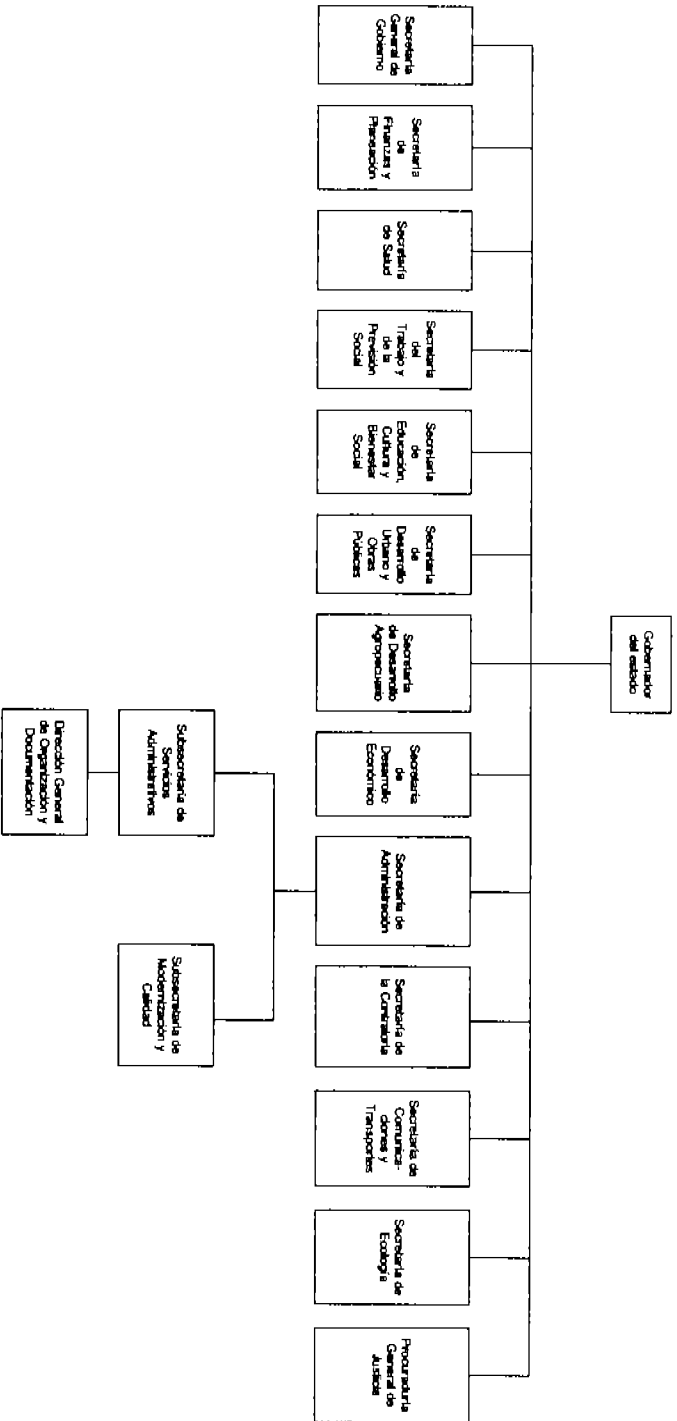 Gobernador
del estado
Secretaría
General de
Gobierno
Secretaría
de
Finanzas y
Planeación
Secretaría
de Salud
Secretaría
del
Trabajo y
de la
Previsión
Social
Secretaría
de
Educación,
Cultura y
Bienestar
Social
Secretaría
de
Desarrollo
Urbano y
Obras
Públicas
Secretaría
de Desarrollo
Agropecuario
Secretaría
de
Desarrollo
Económico
Secretaría de
Administración
Secretaría de
la Contraloría
Secretaría de
Comunica-
ciones y
Transportes
Secretaría de
Ecología
Procuraduría
General de
Justicia
Subsecretaría de
Servicios
Administrativos
Subsecretaría de
Modernización y
Calidad
Dirección General
de Organización y
Documentación